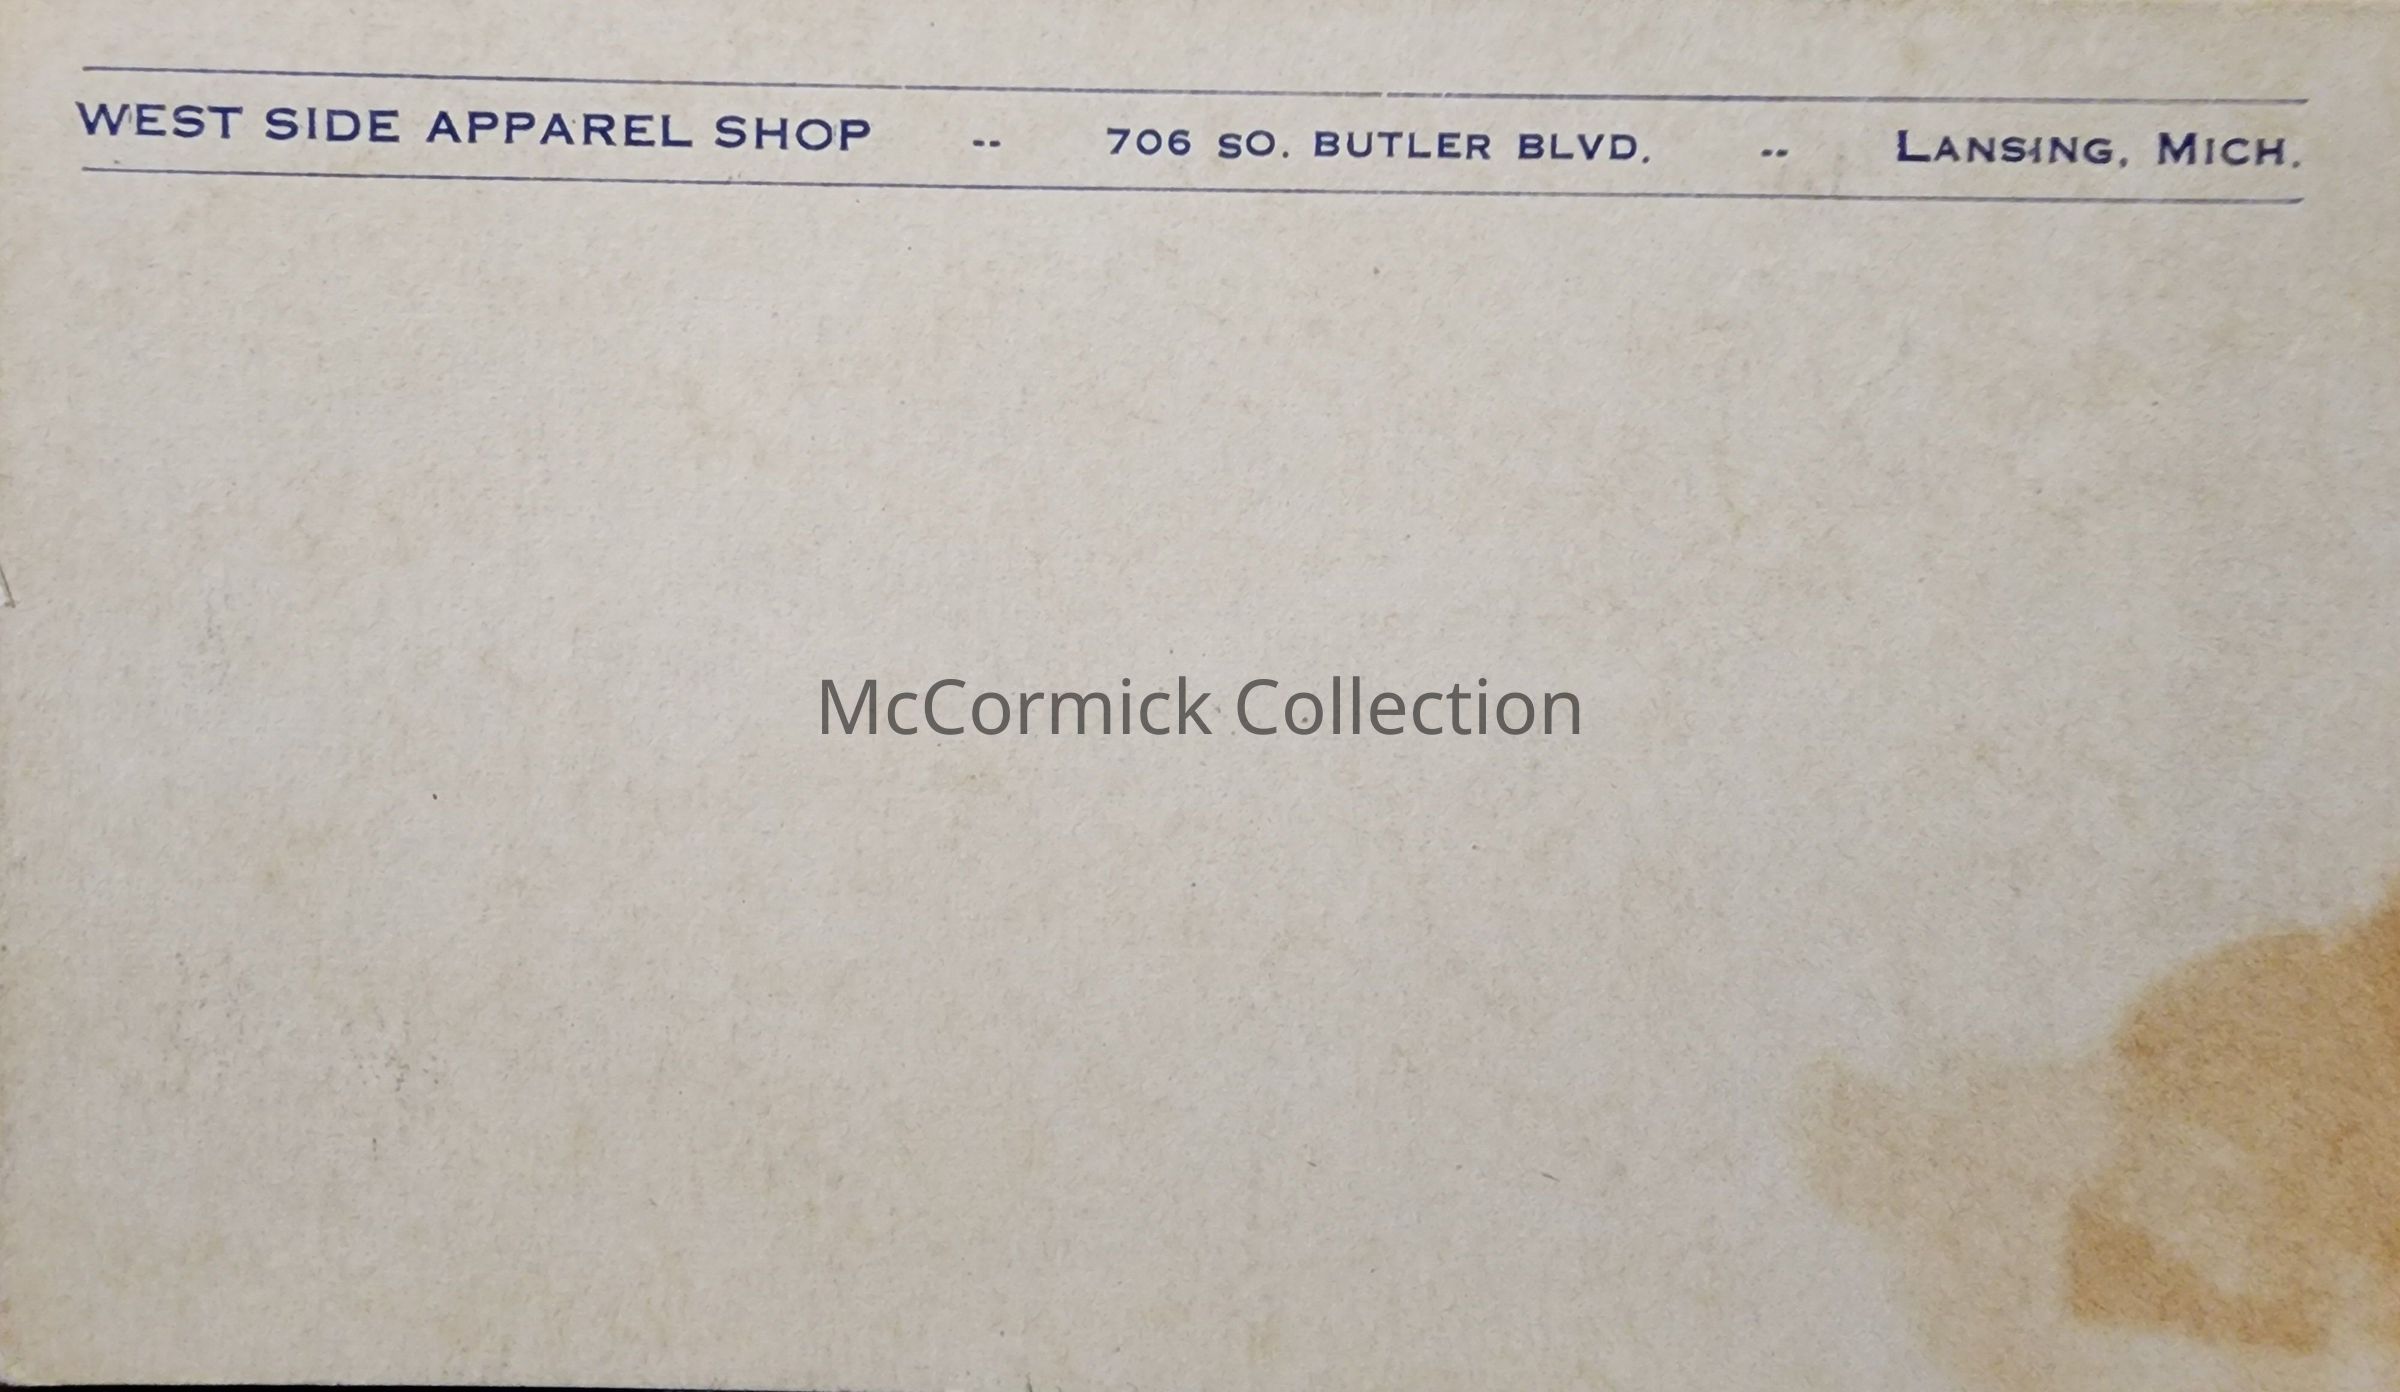 WEST SIDE APPAREL SHOP -- 706 SO. BUTLER BLVD. -- LANSING, MICH.
McCormick Collection